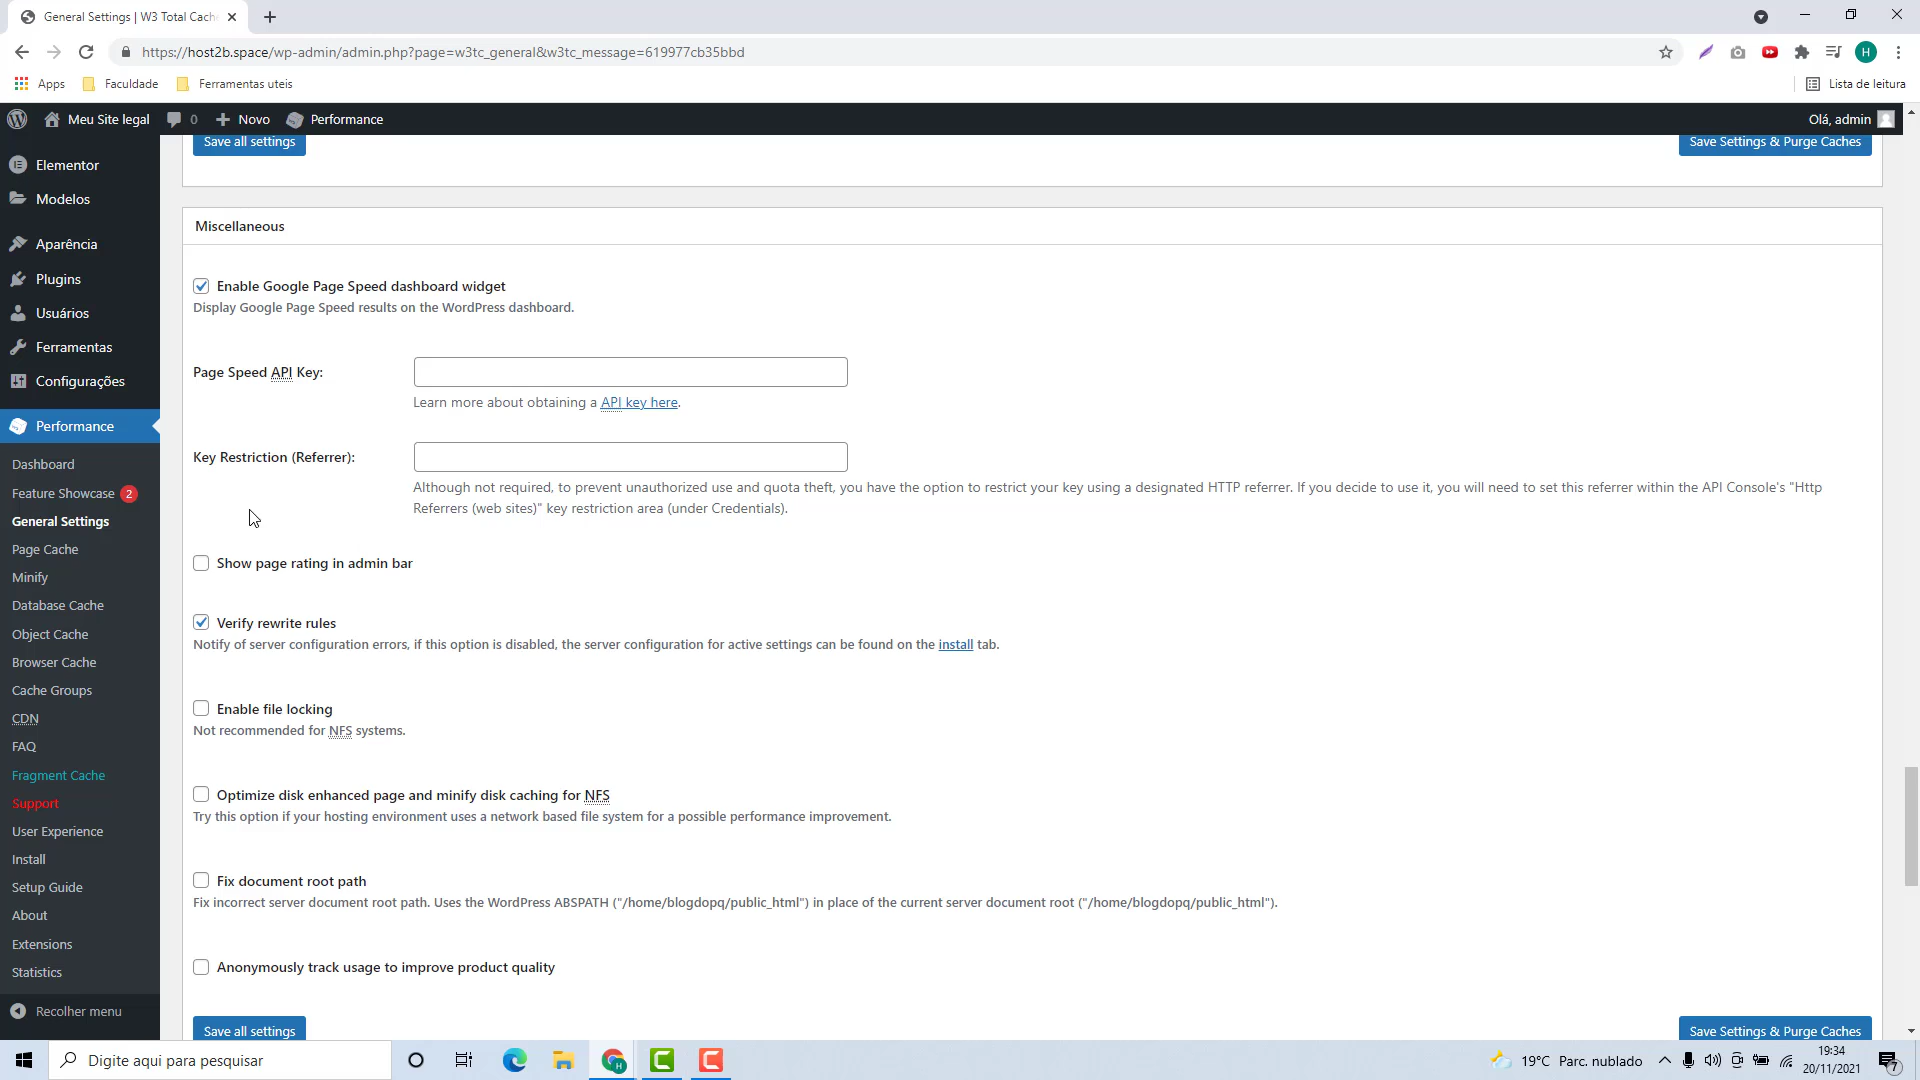 General Settings | W3 Total Cach
https://host2b.space/wp-admin/admin.php?page=w3tc_general&w3tc_message=619977cb35bbd
H
Apps
Faculdade
Ferramentas uteis
Lista de leitura
Meu Site legal
0
Novo
Performance
Olá, admin
Elementor
Modelos
Aparência
Plugins
Usuários
Ferramentas
Configurações
Performance
Dashboard
Feature Showcase 2
General Settings
Page Cache
Minify
Database Cache
Object Cache
Browser Cache
Cache Groups
CDN
FAQ
Fragment Cache
Support
User Experience
Install
Setup Guide
About
Extensions
Statistics
Recolher menu
Save all settings
Save Settings & Purge Caches
Miscellaneous
Enable Google Page Speed dashboard widget
Display Google Page Speed results on the WordPress dashboard.
Page Speed API Key:
Learn more about obtaining a API key here.
Key Restriction (Referrer):
Although not required, to prevent unauthorized use and quota theft, you have the option to restrict your key using a designated HTTP referrer. If you decide to use it, you will need to set this referrer within the API Console's "Http
Referrers (web sites)" key restriction area (under Credentials).
Show page rating in admin bar
Verify rewrite rules
Notify of server configuration errors, if this option is disabled, the server configuration for active settings can be found on the install tab.
Enable file locking
Not recommended for NFS systems.
Optimize disk enhanced page and minify disk caching for NFS
Try this option if your hosting environment uses a network based file system for a possible performance improvement.
Fix document root path
Fix incorrect server document root path. Uses the WordPress ABSPATH ("/home/blogdopq/public_html") in place of the current server document root ("/home/blogdopq/public_html").
Anonymously track usage to improve product quality
Save all settings
Save Settings & Purge Caches
Digite aqui para pesquisar
19°C Parc. nublado
19:34
20/11/2021
7